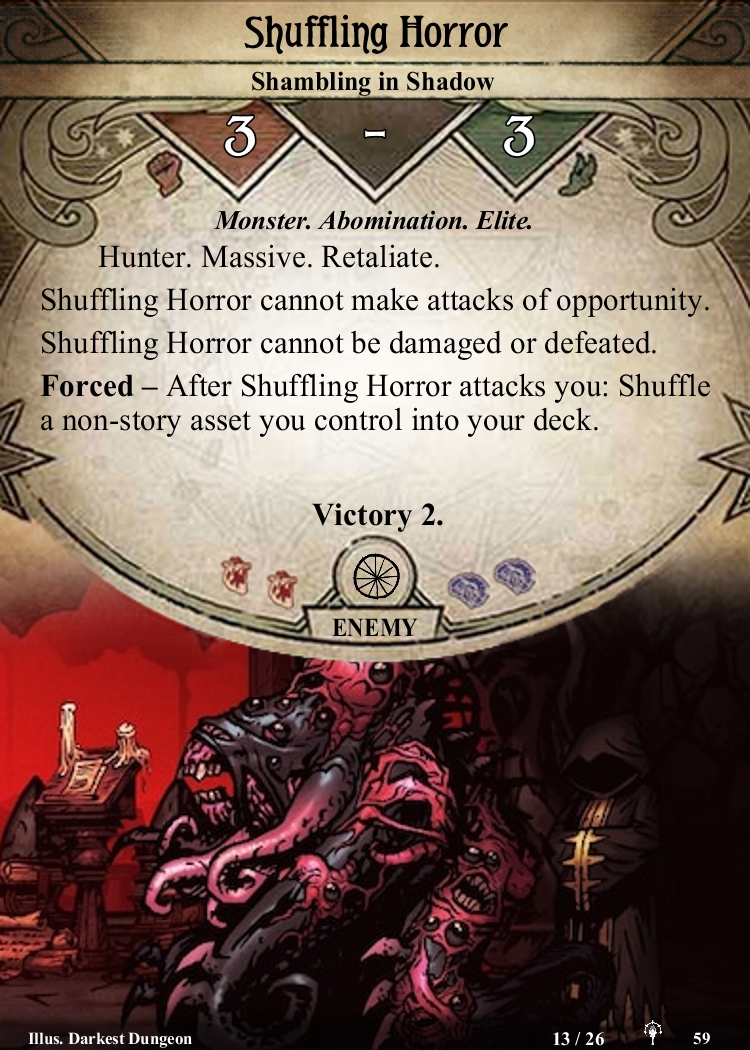 Shuffling Horror
Shambling in Shadow
3 - 3
Monster. Abomination. Elite.
Hunter. Massive. Retaliate.
Shuffling Horror cannot make attacks of opportunity.
Shuffling Horror cannot be damaged or defeated.
Forced – After Shuffling Horror attacks you: Shuffle
a non-story asset you control into your deck.
Victory 2.
ENEMY
Illus. Darkest Dungeon 13 / 26 59